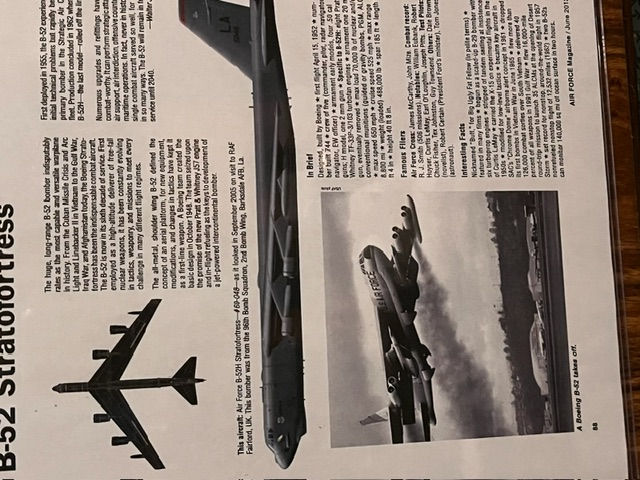 B-52 Stratofortress
The huge, long-range B-52 bomber indisputably
rates as the most capable and versatile warplane
in history. From the Cuban Missile Crisis and Arc
Light and Linebacker II in Vietnam to the Gulf War,
Iraq War, and Afghanistan today, the Boeing Strato-
fortress has been the indispensable combat aircraft.
The B-52 is now in its sixth decade of service. First
employed as a high-altitude deliverer of free-fall
nuclear weapons, it has been constantly evolving
in tactics, weaponry, and missions to meet every
challenge in many different flight regimes.
The all-metal, shoulder wing B-52 defined the
concept of an aerial platform, for new equipment,
modifications, and changes in tactics have kept it
as a first-line weapon. A Boeing team created the
basic design in October 1948. The team seized upon
the promise of the new Pratt & Whitney J57 engine
and in-flight refueling as the keys to development of
a jet-powered intercontinental bomber.
First deployed in 1955, the B-52 experien
initial technical problems but rapidly be
primary bomber in the Strategic Air C
fleet. Production concluded in 1962 when
B-52H—the last model—rolled off the lin
Numerous upgrades and refittings hav
combat-worthy. It can perform strategic attac
air support, air interdiction, offensive count
maritime operations. In fact, never in histo
single combat aircraft served so well, for
in so many ways. The B-52 will remain in f
service until 2040.
—Walter J
This aircraft: Air Force B-52H Stratofortress—#60-048—as it looked in September 2005 on visit to RAF
Fairford, UK. This bomber was from the 96th Bomb Squadron, 2nd Bomb Wing, Barksdale AFB, La.
LA
U.S. AIR FORCE
In Brief
Designed, built by Boeing ★ first flight April 15, 1952 ★ num-
ber built 744 ★ crew of five (commander, pilot, radar navigator
navigator, EW officer) ★ armament early models, four .50 cal
guns; H model, one 2 mm gun ★ Specific to B-52H: eight Pratt
Whitney TF-33P-3/103 turbofan engines ★ armament one 20 m
gun, eventually removed ★ max load 70,000 lb of nuclear and/o
conventional munitions (guided or gravity bombs, PGM, ALC
★ max speed 650 mph ★ cruise speed 525 mph ★ max range
8,800 mi ★ weight (loaded) 488,000 lb ★ span 185 ft ★ length
ft 4 in ★ height 40 ft 8 in.
Famous Fliers
Air Force Cross: James McCarthy, John Mize. Combat record:
R. J. Smith (506 missions). Notables: William Eubank, Robert
Huyser, Curtis LeMay, Earl O'Loughlin, Joseph Pitts. Test Pilots:
Chuck Fisher, Tex Johnston, Guy Townsend. Others: Dale Brown
(novelist), Robert Certain (President Ford's minister), Tom Jones
(astronaut).
Interesting Facts
Nicknamed "Buff," for Big Ugly Fat Fellow (in polite terms) ★
featured in many films ★ begun as a scaled-up B-29 bomber with
six turboprop engines ★ stripped of tandem seating at insistence
of Curtis LeMay ★ carried the X-15 on experimental flights in the
1950s ★ modified for low-level tactics ★ became key aircraft in
SAC's "Chrome Dome" airborne alert concept in 1961 ★ dropped
its first bombs in Vietnam War in June 1965 ★ few more than
126,000 combat sorties over South Vietnam ★ delivered 40
percent of all weapons in 1991 Gulf War ★ flew 16,000-mile
round-trip mission to launch 35 ALCMs at the opening of Desert
Storm ★ set record for nonstop, around-the-world flight in 1957
nonrefueled nonstop flight of 12,532 miles (1962) ★ two B-52s
can monitor 140,000 sq mi of ocean surface in two hours.
A Boeing B-52 takes off.
88
AIR FORCE Magazine / June 201